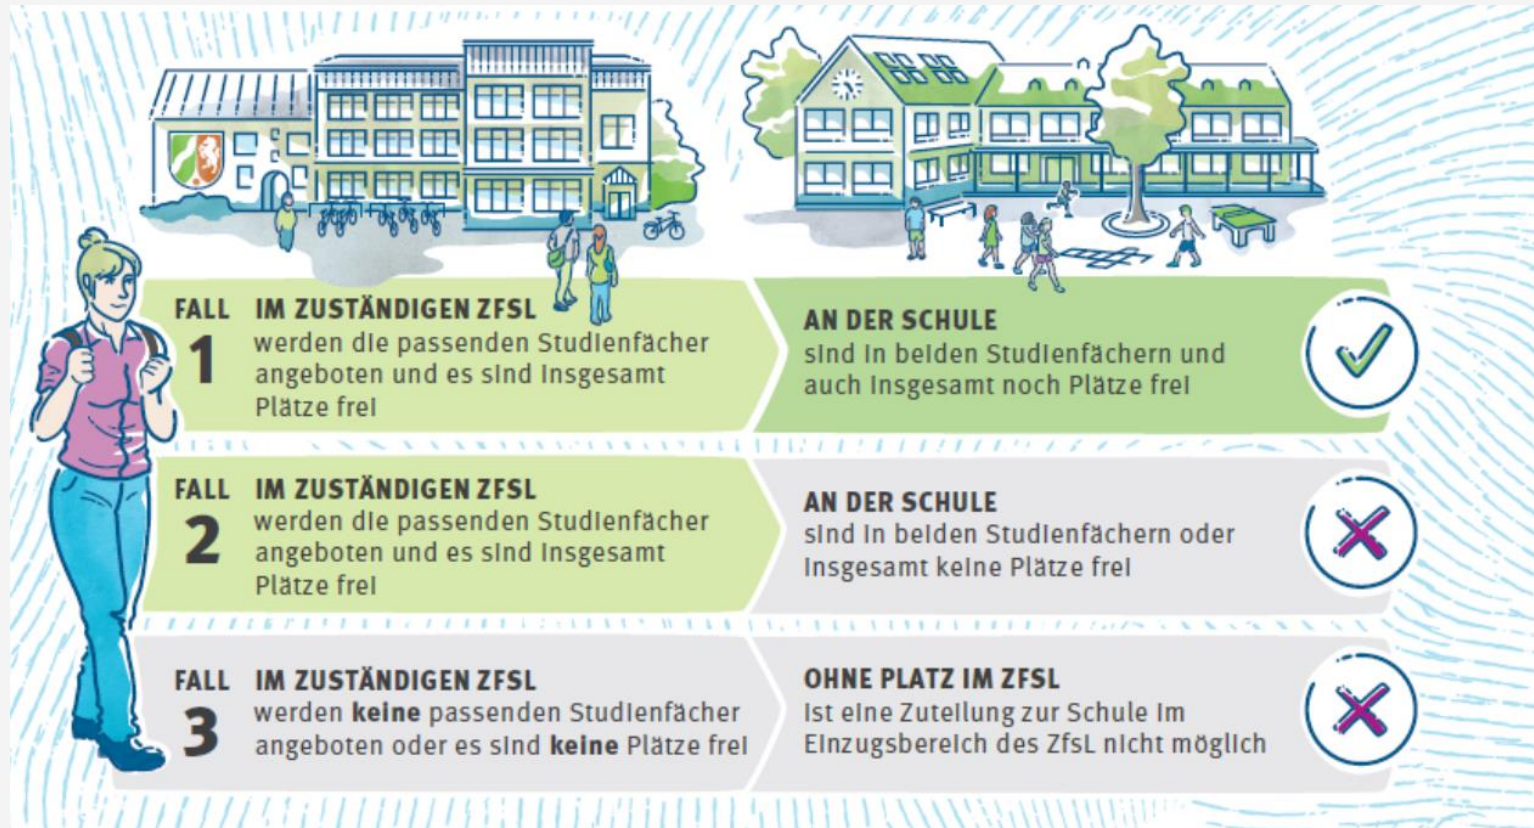 FALL 1
IM ZUSTÄNDIGEN ZFSL
werden die passenden Studienfächer
angeboten und es sind insgesamt
Plätze frei
AN DER SCHULE
sind in beiden Studienfächern und
auch insgesamt noch Plätze frei
FALL 2
IM ZUSTÄNDIGEN ZFSL
werden die passenden Studienfächer
angeboten und es sind insgesamt
Plätze frei
AN DER SCHULE
sind in beiden Studienfächern oder
insgesamt keine Plätze frei
FALL 3
IM ZUSTÄNDIGEN ZFSL
werden keine passenden Studienfächer
angeboten oder es sind keine Plätze frei
OHNE PLATZ IM ZFSL
ist eine Zuteilung zur Schule im
Einzugsbereich des ZfsL nicht möglich